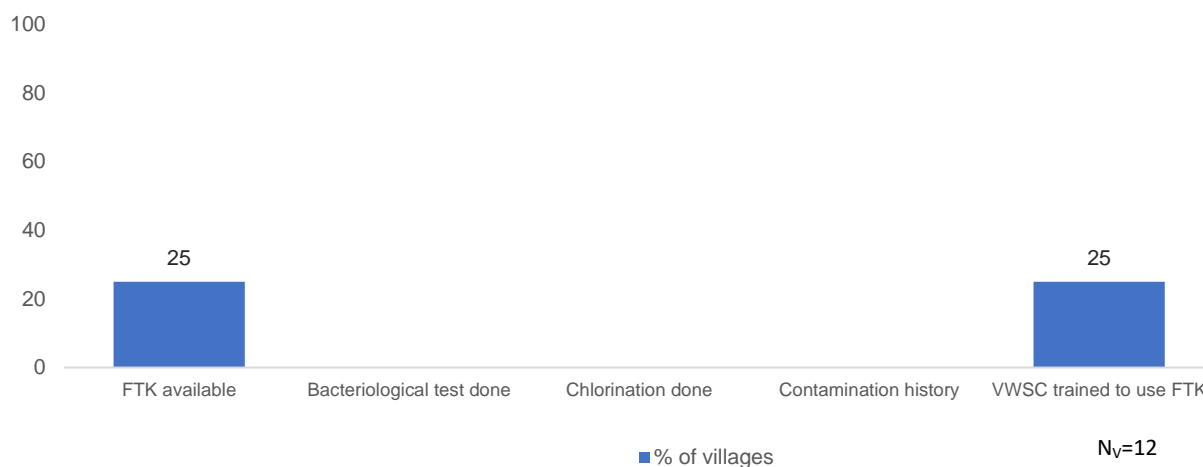 100
80
60
40
20
0
25
25
FTK available
Bacteriological test done
Chlorination done
Contamination history
VWSC trained to use FTK
% of villages
NV=12